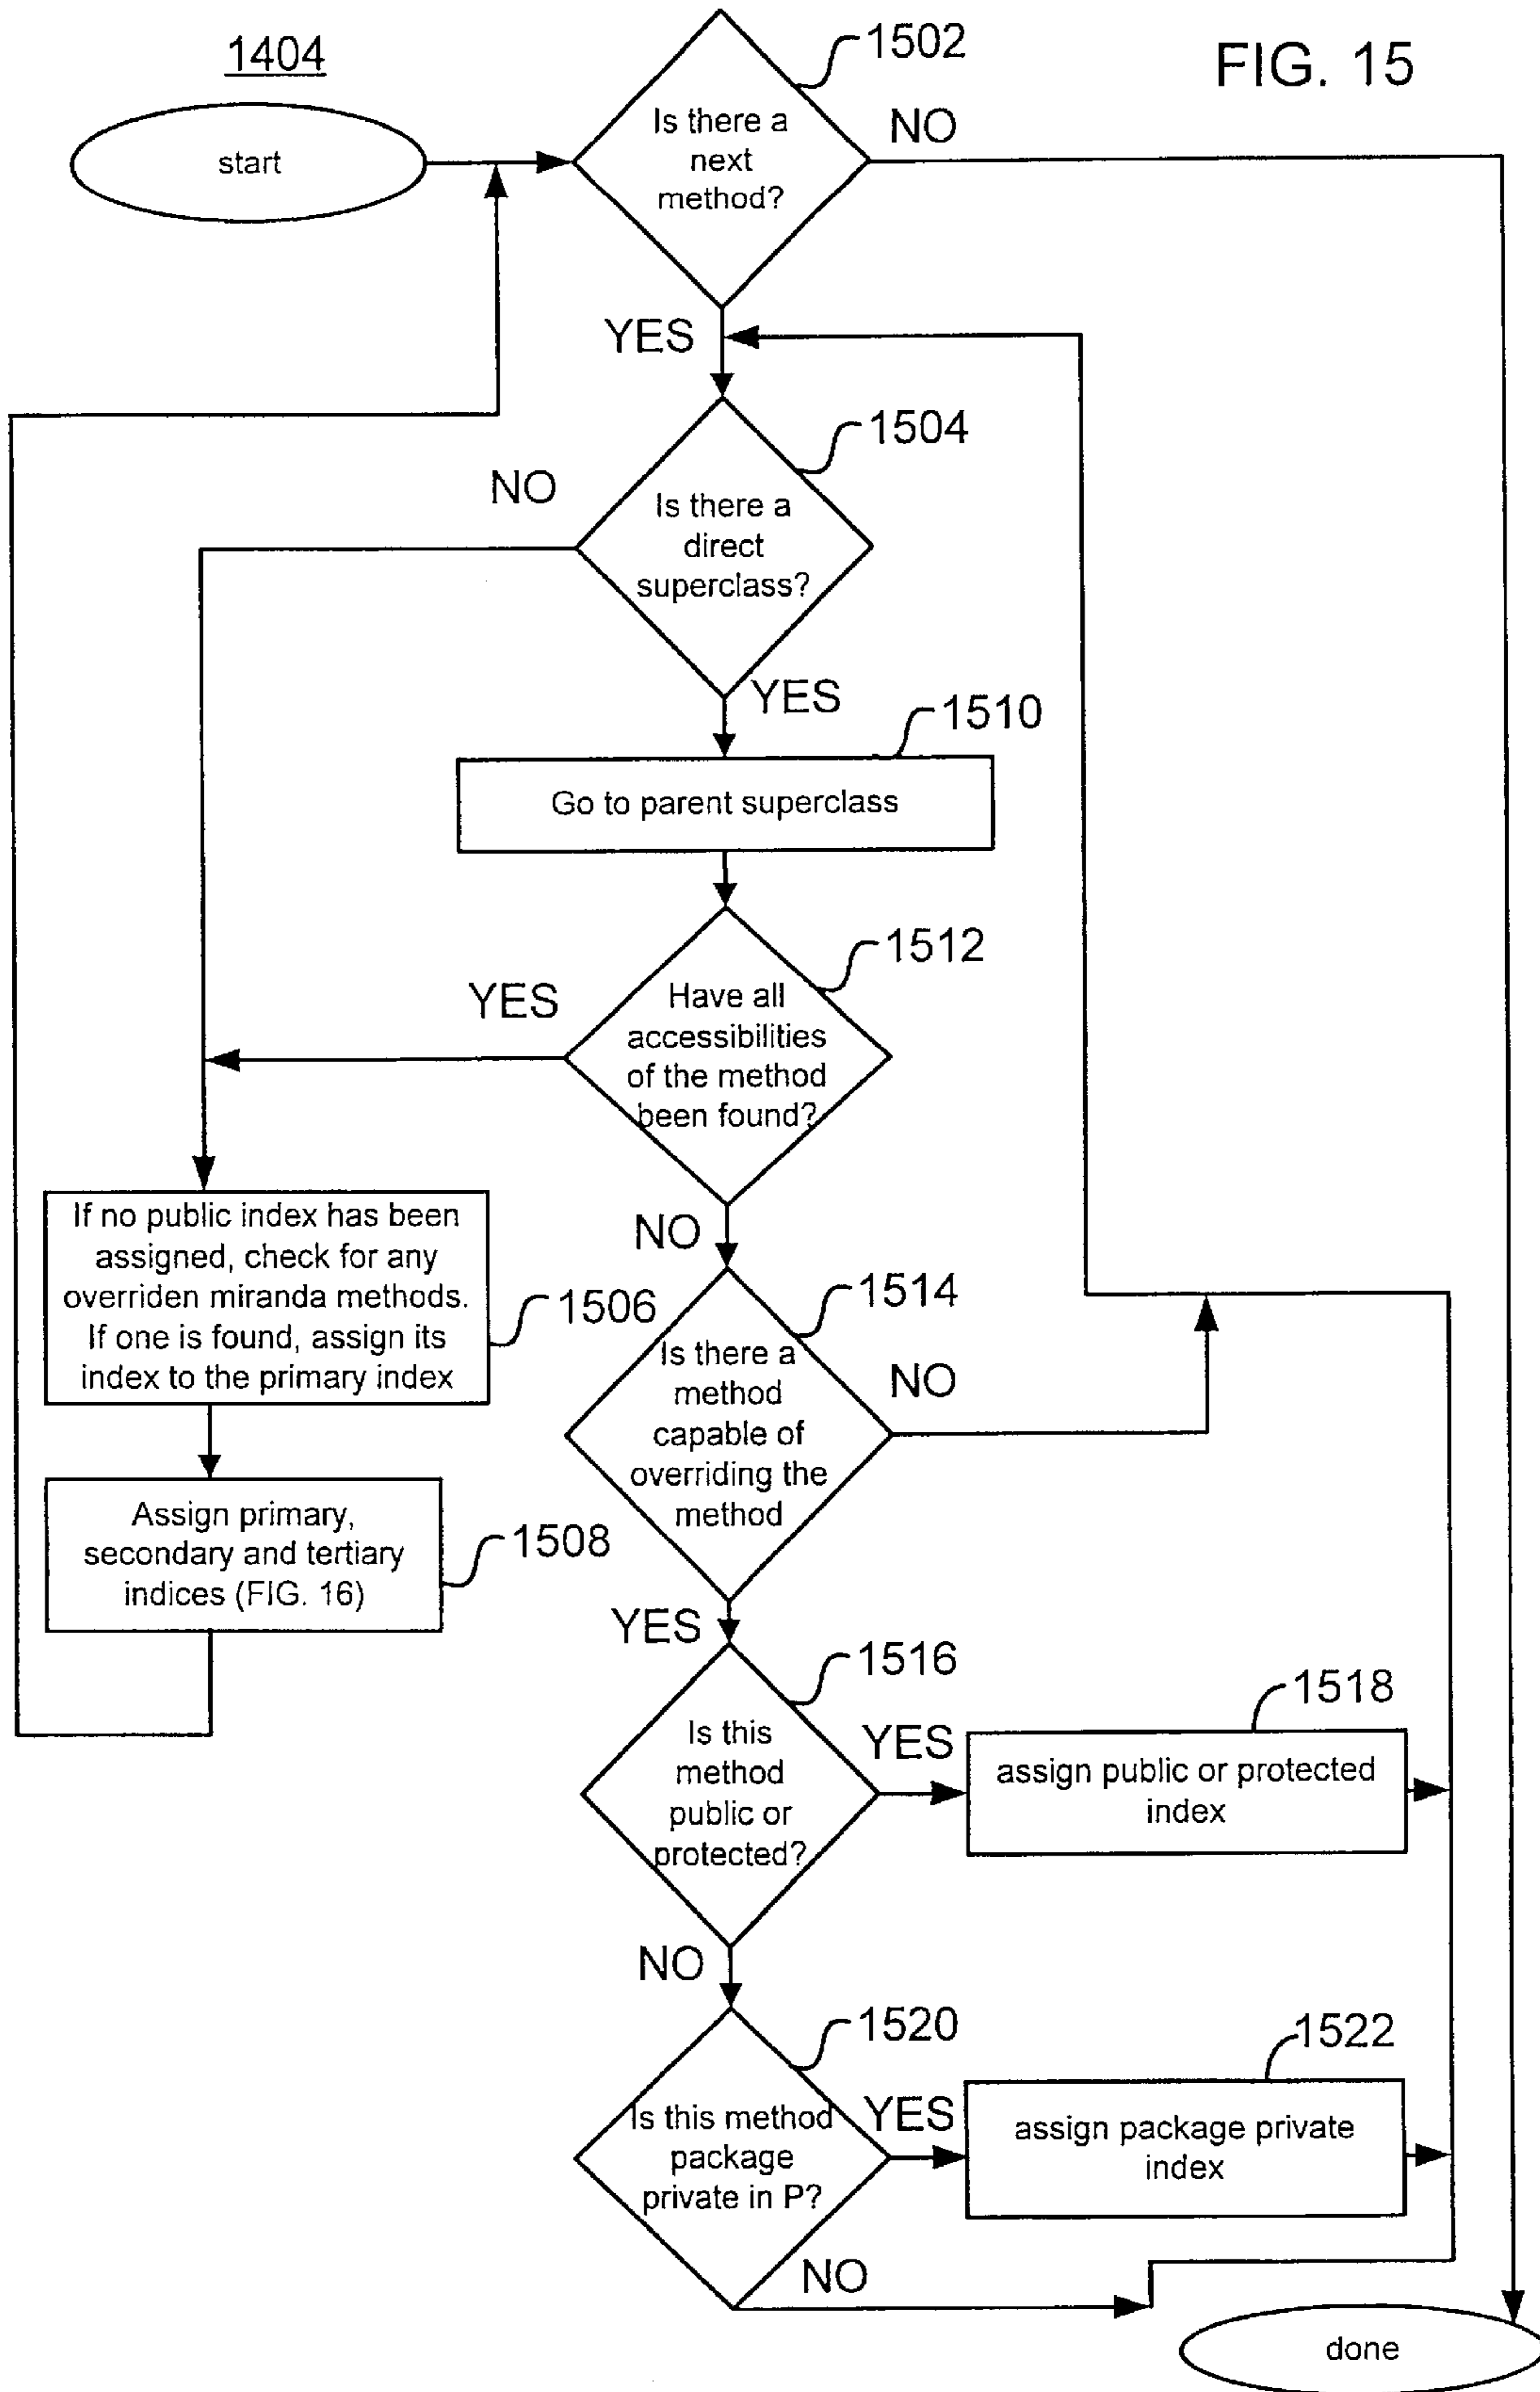 1404
FIG. 15
1502
start
Is there a
next
method?
NO
YES
1504
NO
Is there a
direct
superclass?
YES
1510
Go to parent superclass
1512
YES
Have all
accessibilities
of the method
been found?
NO
If no public index has been
assigned, check for any
overriden miranda methods.
If one is found, assign its
index to the primary index
1506
1514
Is there a
method
capable of
overriding the
method
NO
Assign primary,
secondary and tertiary
indices (FIG. 16)
1508
YES
1516
Is this
method
public or
protected?
YES
1518
assign public or protected
index
NO
1520
Is this method
package
private in P?
YES
1522
assign package private
index
NO
done